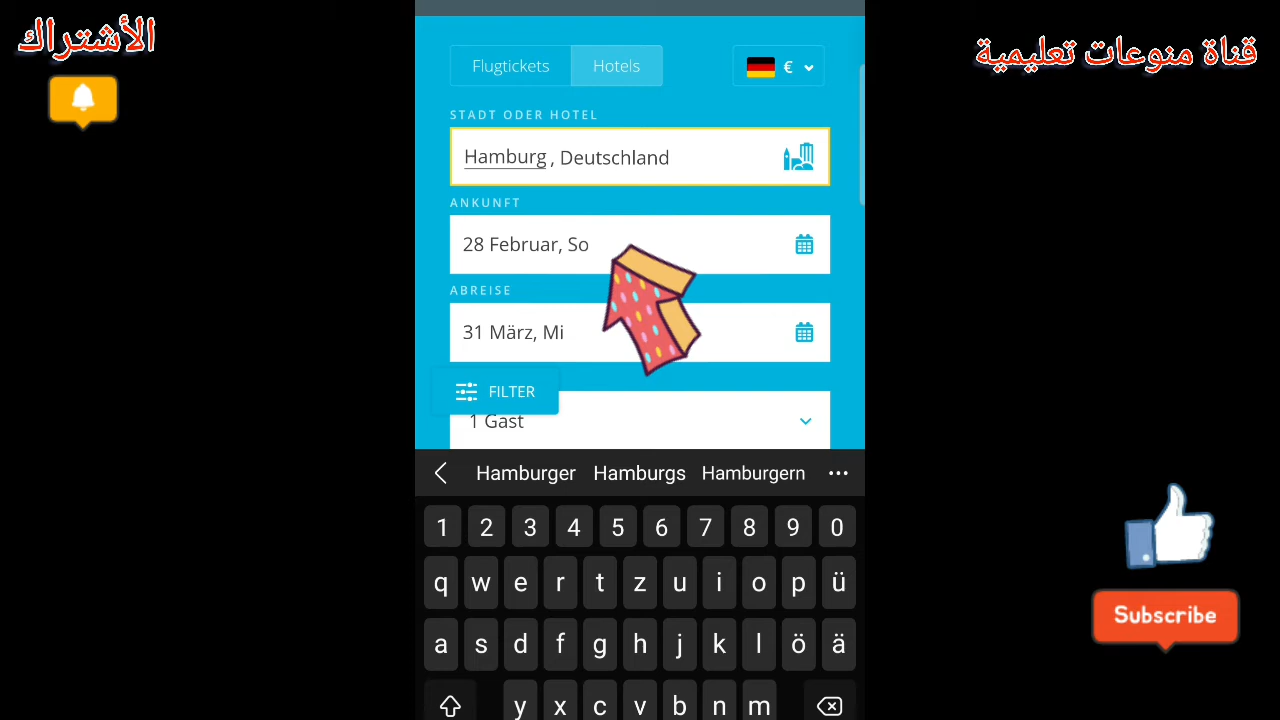 الأشتراك
قناة منوعات تعليمية
Flugtickets Hotels €
STADT ODER HOTEL
Hamburg, Deutschland
ANKUNFT
28 Februar, So
ABREISE
31 März, Mi
FILTER
1 Gast
Hamburger Hamburgs Hamburgern
1 2 3 4 5 6 7 8 9 0
q w e r t z u i o p ü
a s d f g h j k l ö ä
y x c v b n m
Subscribe